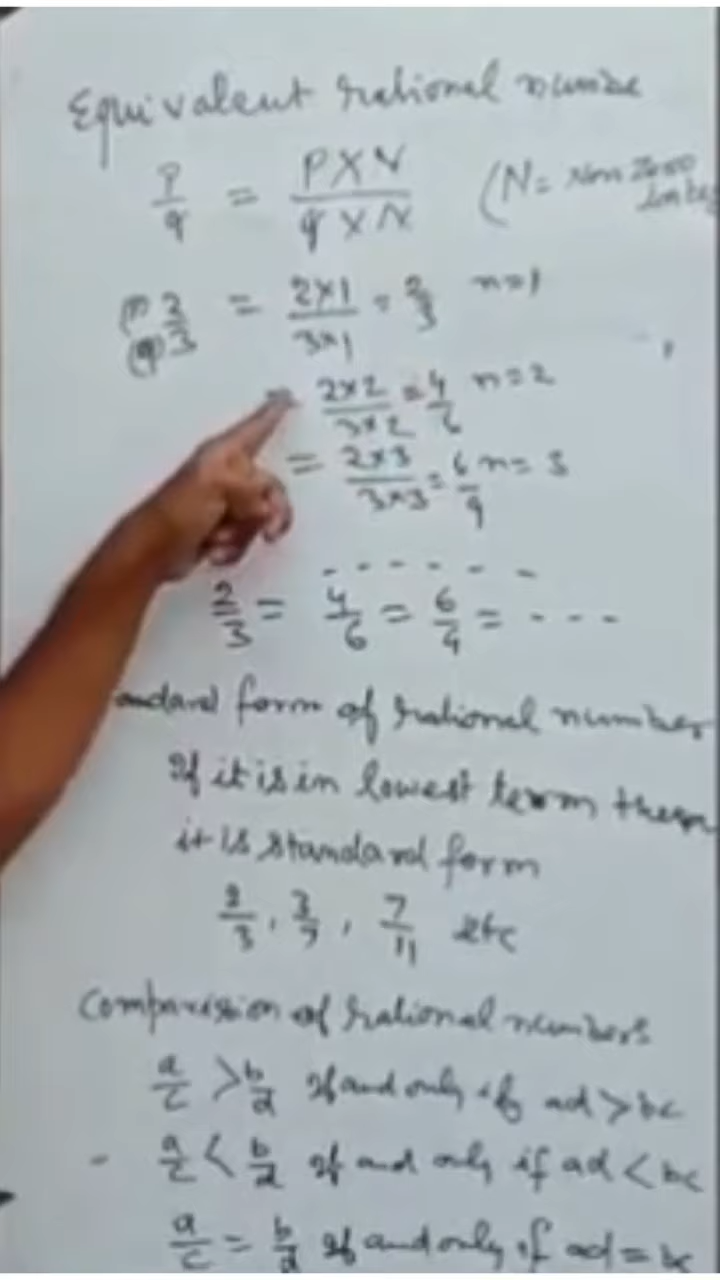 Equivalent rational numbe
P/q = P×N/q×N (N = Non Zero Inte
(P) 2/(q) 3 = 2×1/3×1 = 2/3 n=1
= 2×2/3×2 = 4/6 n=2
= 2×3/3×3 = 6/9 n=3
- - - - - -
2/3 = 4/6 = 6/9 = - - -
andard form of rational number
If it is in lowest term then
it is standard form
2/3, 3/7, 7/11 etc
Comparision of rational numbers
a/c > b/d If and only if ad > bc
- a/c < b/d If and only if ad < bc
a/c = b/d If and only if ad = bc